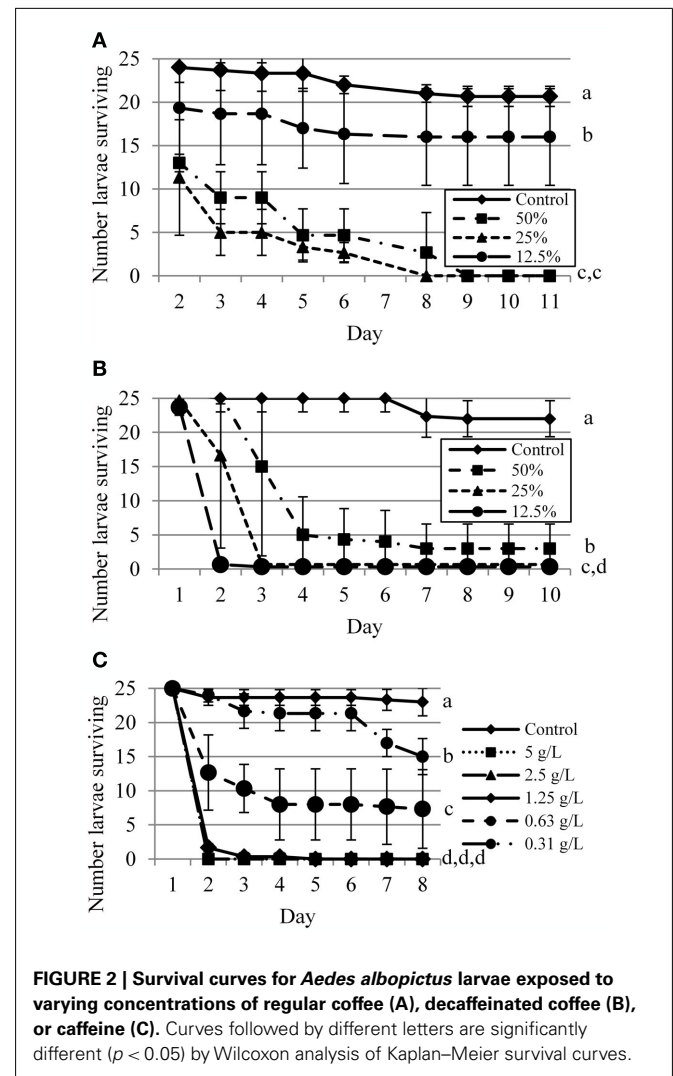 A
Number larvae surviving
25
20
15
10
5
0
2 3 4 5 6 7 8 9 10 11
Day
a
b
c,c
Control
50%
25%
12.5%
B
Number larvae surviving
25
20
15
10
5
0
1 2 3 4 5 6 7 8 9 10
Day
a
b
c,d
Control
50%
25%
12.5%
C
Number larvae surviving
25
20
15
10
5
0
1 2 3 4 5 6 7 8
Day
a
b
c
d,d,d
Control
5 g/L
2.5 g/L
1.25 g/L
0.63 g/L
0.31 g/L
FIGURE 2 | Survival curves for Aedes albopictus larvae exposed to
varying concentrations of regular coffee (A), decaffeinated coffee (B),
or caffeine (C). Curves followed by different letters are significantly
different (p < 0.05) by Wilcoxon analysis of Kaplan–Meier survival curves.